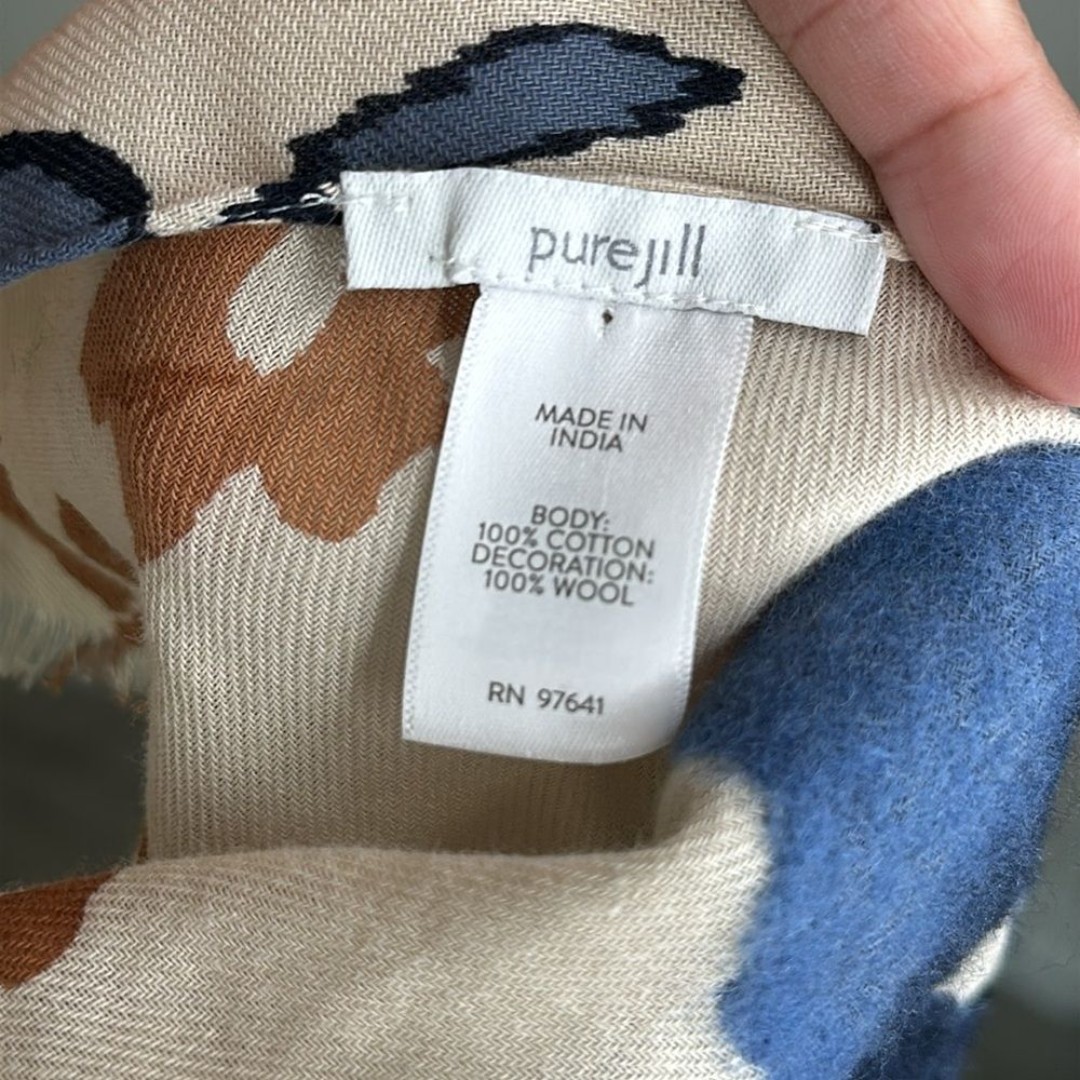 purejill
MADE IN
INDIA
BODY:
100% COTTON
DECORATION:
100% WOOL
RN 97641